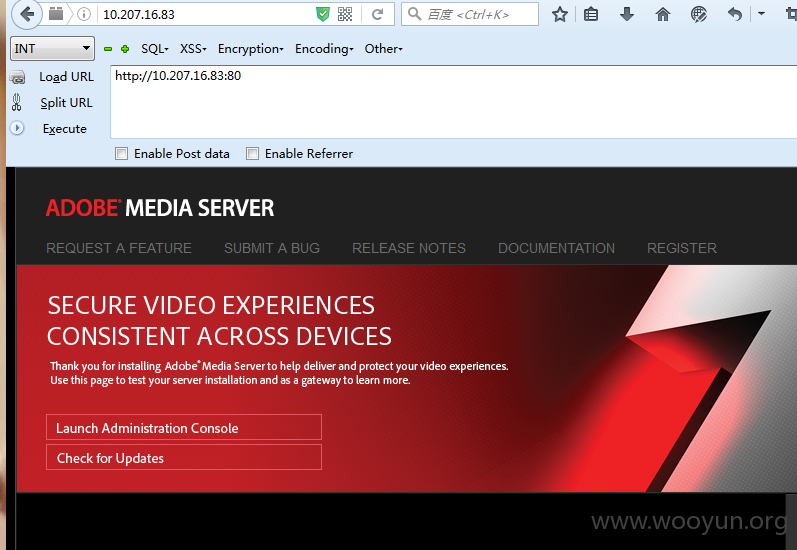 10.207.16.83
百度 <Ctrl+K>
INT
SQL- XSS- Encryption- Encoding- Other-
Load URL
http://10.207.16.83:80
Split URL
Execute
Enable Post data
Enable Referrer
ADOBE® MEDIA SERVER
REQUEST A FEATURE
SUBMIT A BUG
RELEASE NOTES
DOCUMENTATION
REGISTER
SECURE VIDEO EXPERIENCES
CONSISTENT ACROSS DEVICES
Thank you for installing Adobe® Media Server to help deliver and protect your video experiences.
Use this page to test your server installation and as a gateway to learn more.
Launch Administration Console
Check for Updates
www.wooyun.org